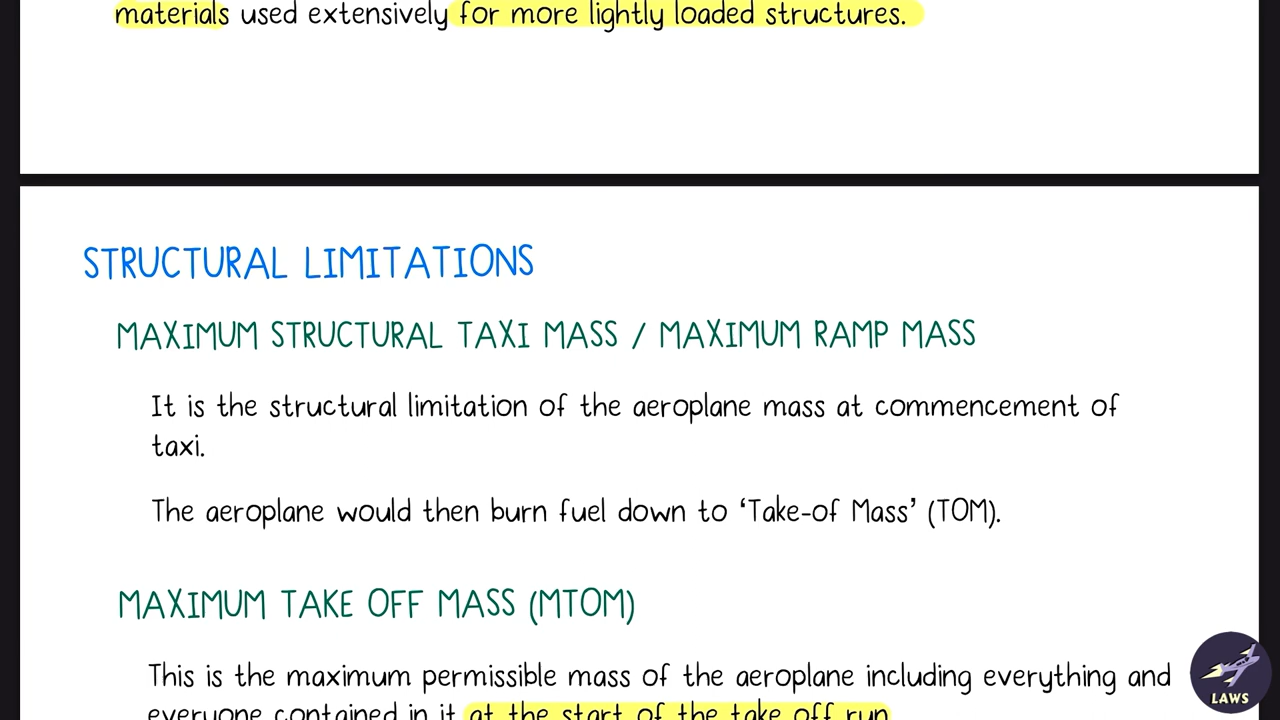 materials used extensively for more lightly loaded structures.
STRUCTURAL LIMITATIONS
MAXIMUM STRUCTURAL TAXI MASS / MAXIMUM RAMP MASS
It is the structural limitation of the aeroplane mass at commencement of
taxi.
The aeroplane would then burn fuel down to ‘Take-of Mass’ (TOM).
MAXIMUM TAKE OFF MASS (MTOM)
This is the maximum permissible mass of the aeroplane including everything and
everyone contained in it at the start of the take off run
LAWS